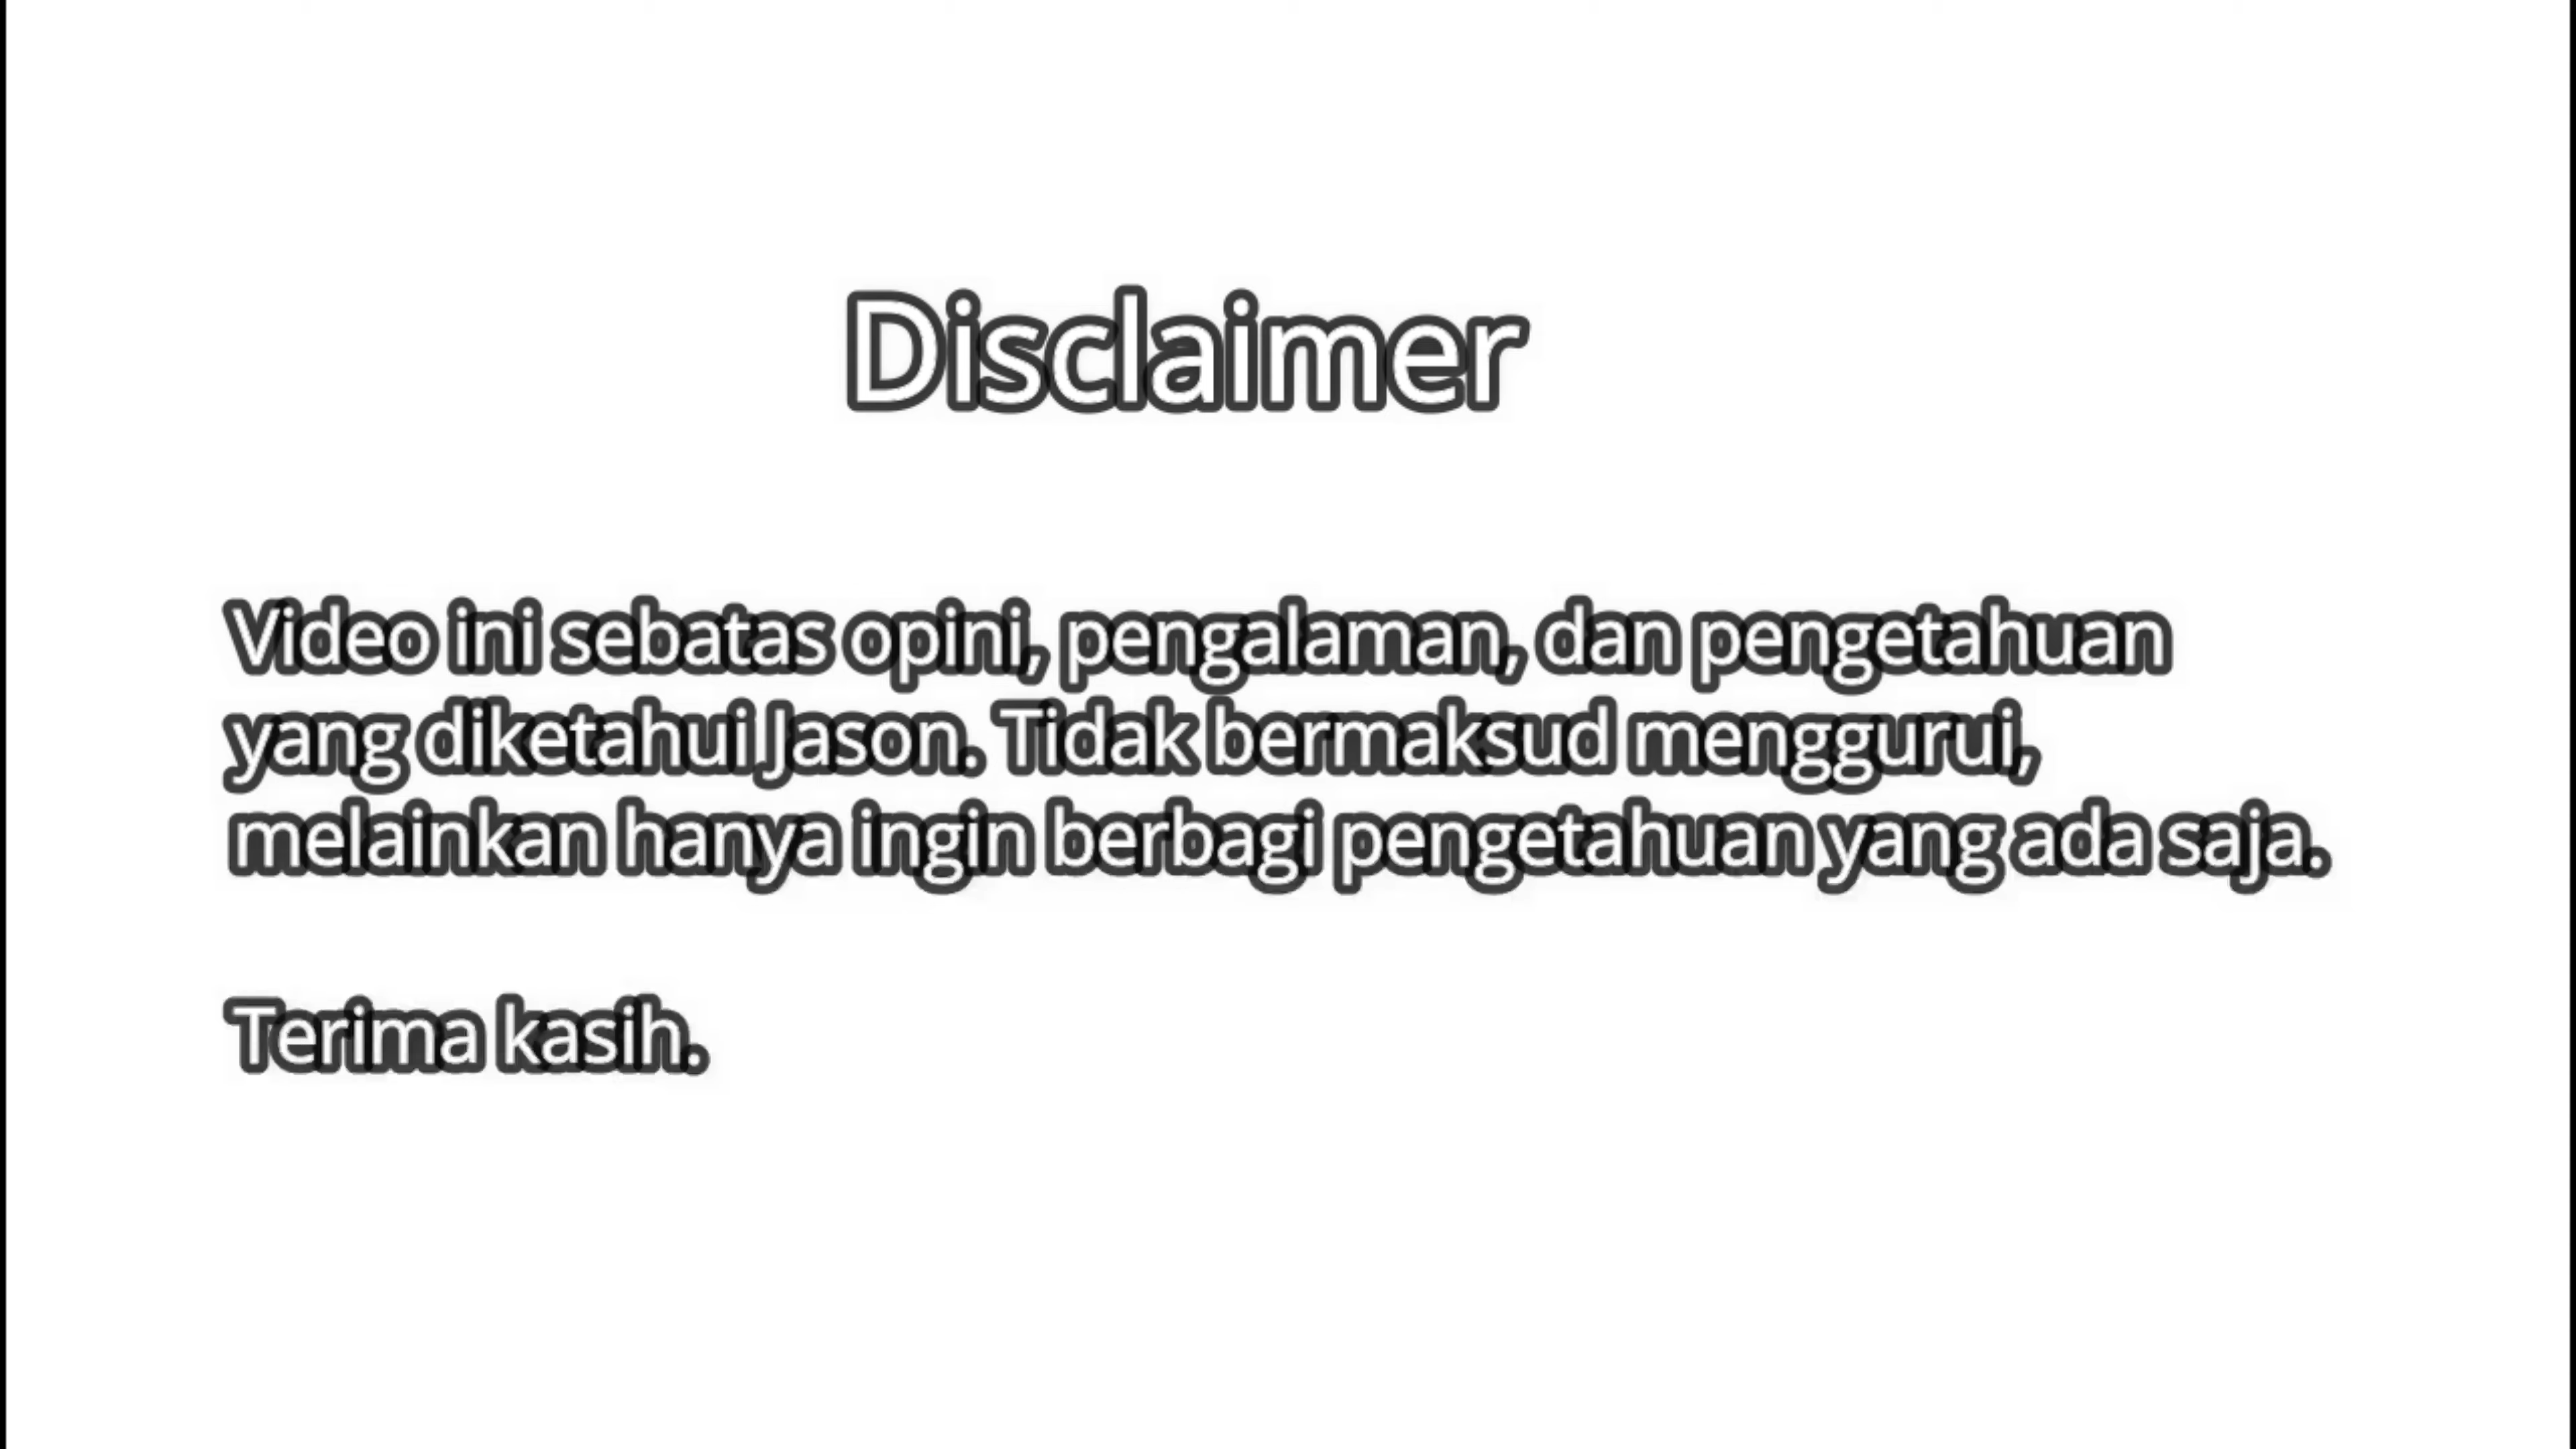 Disclaimer
Video ini sebatas opini, pengalaman, dan pengetahuan
yang diketahui Jason. Tidak bermaksud menggurui,
melainkan hanya ingin berbagi pengetahuan yang ada saja.
Terima kasih.